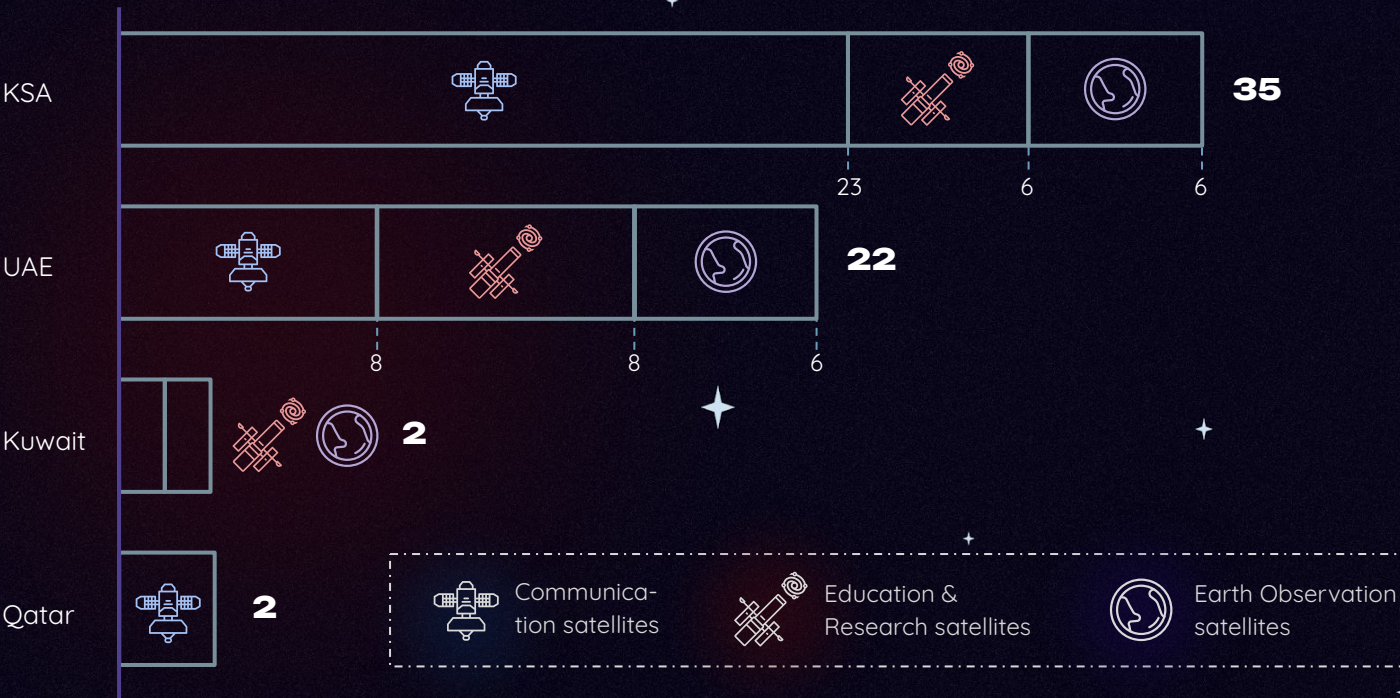 KSA
35
23
6
6
UAE
22
8
8
6
Kuwait
2
Qatar
2
Communica-
tion satellites
Education &
Research satellites
Earth Observation
satellites